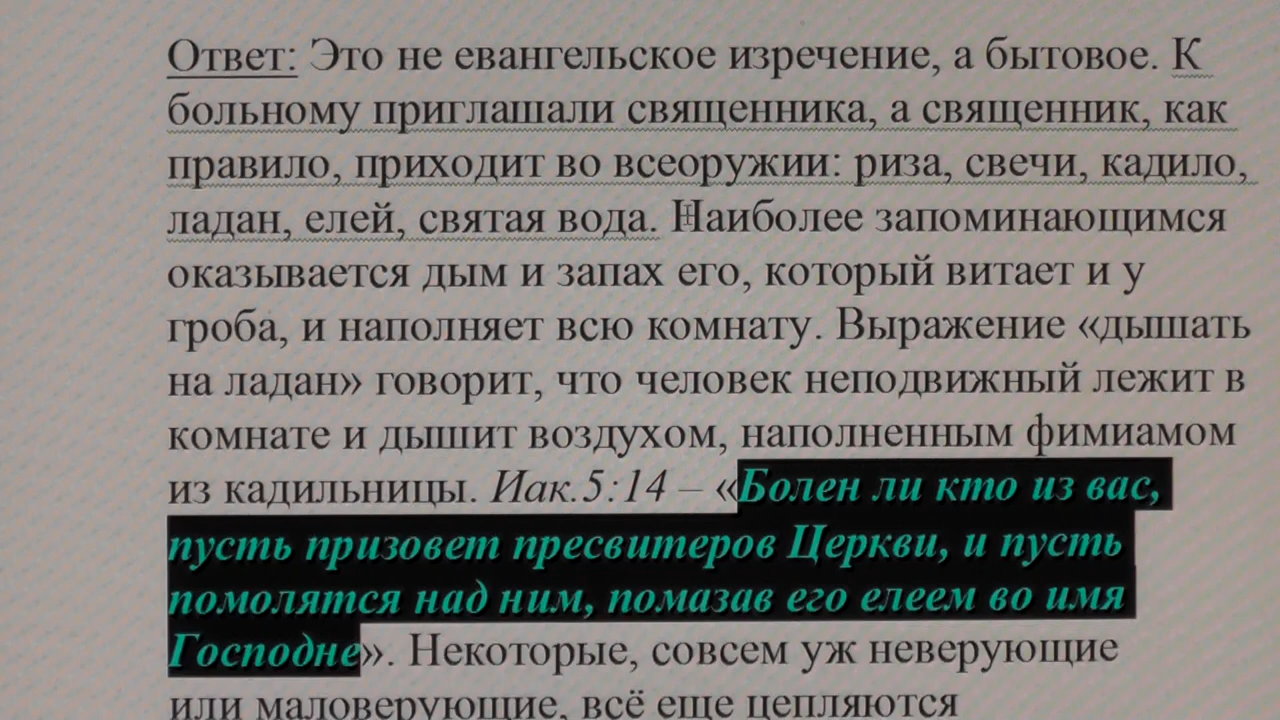 Ответ: Это не евангельское изречение, а бытовое. К
больному приглашали священника, а священник, как
правило, приходит во всеоружии: риза, свечи, кадило,
ладан, елей, святая вода. Наиболее запоминающимся
оказывается дым и запах его, который витает и у
гроба, и наполняет всю комнату. Выражение «дышать
на ладан» говорит, что человек неподвижный лежит в
комнате и дышит воздухом, наполненным фимиамом
из кадильницы. Иак.5:14 – «Болен ли кто из вас,
пусть призовет пресвитеров Церкви, и пусть
помолятся над ним, помазав его елеем во имя
Господне». Некоторые, совсем уж неверующие
или маловерующие, всё еще цепляются